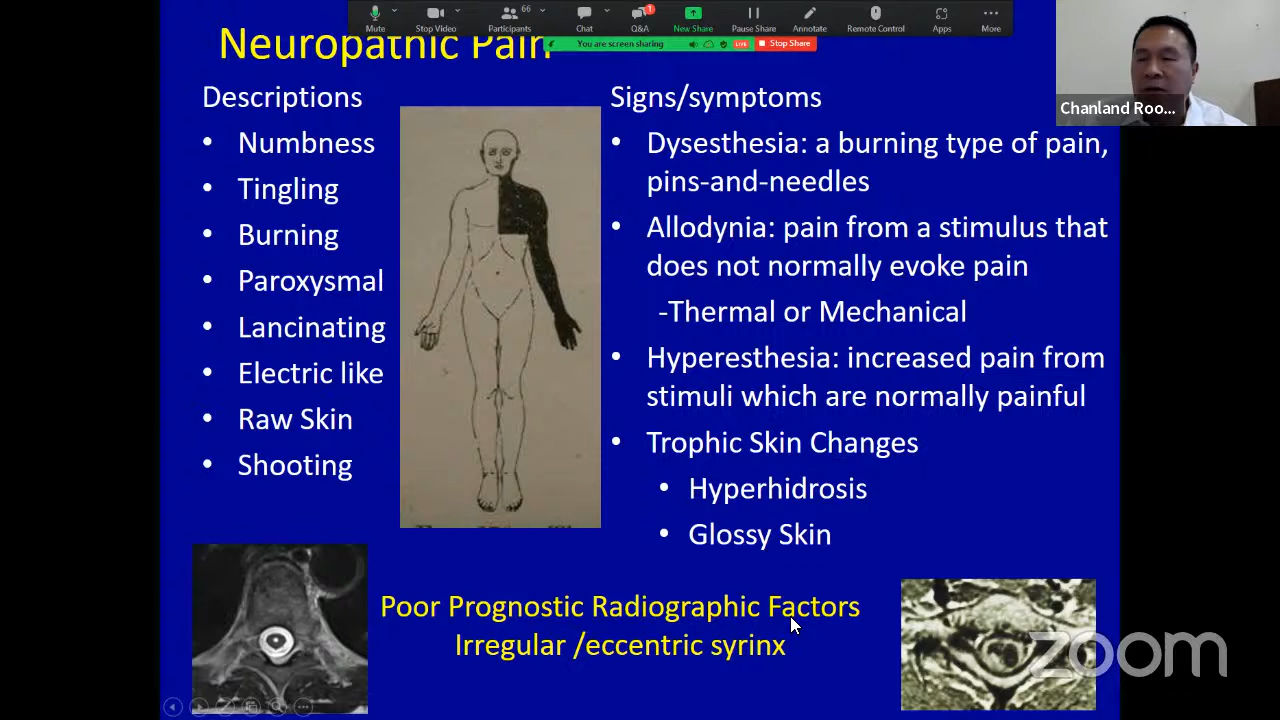 66
1
Mute
Stop Video
Participants
Chat
Q&A
New Share
Pause Share
Annotate
Remote Control
Apps
More
You are screen sharing
LIVE
Stop Share
Chanland Roo...
Neuropathic Pain
Descriptions
• Numbness
• Tingling
• Burning
• Paroxysmal
• Lancinating
• Electric like
• Raw Skin
• Shooting
Signs/symptoms
• Dysesthesia: a burning type of pain,
pins-and-needles
• Allodynia: pain from a stimulus that
does not normally evoke pain
-Thermal or Mechanical
• Hyperesthesia: increased pain from
stimuli which are normally painful
• Trophic Skin Changes
• Hyperhidrosis
• Glossy Skin
Poor Prognostic Radiographic Factors
Irregular /eccentric syrinx
zoom